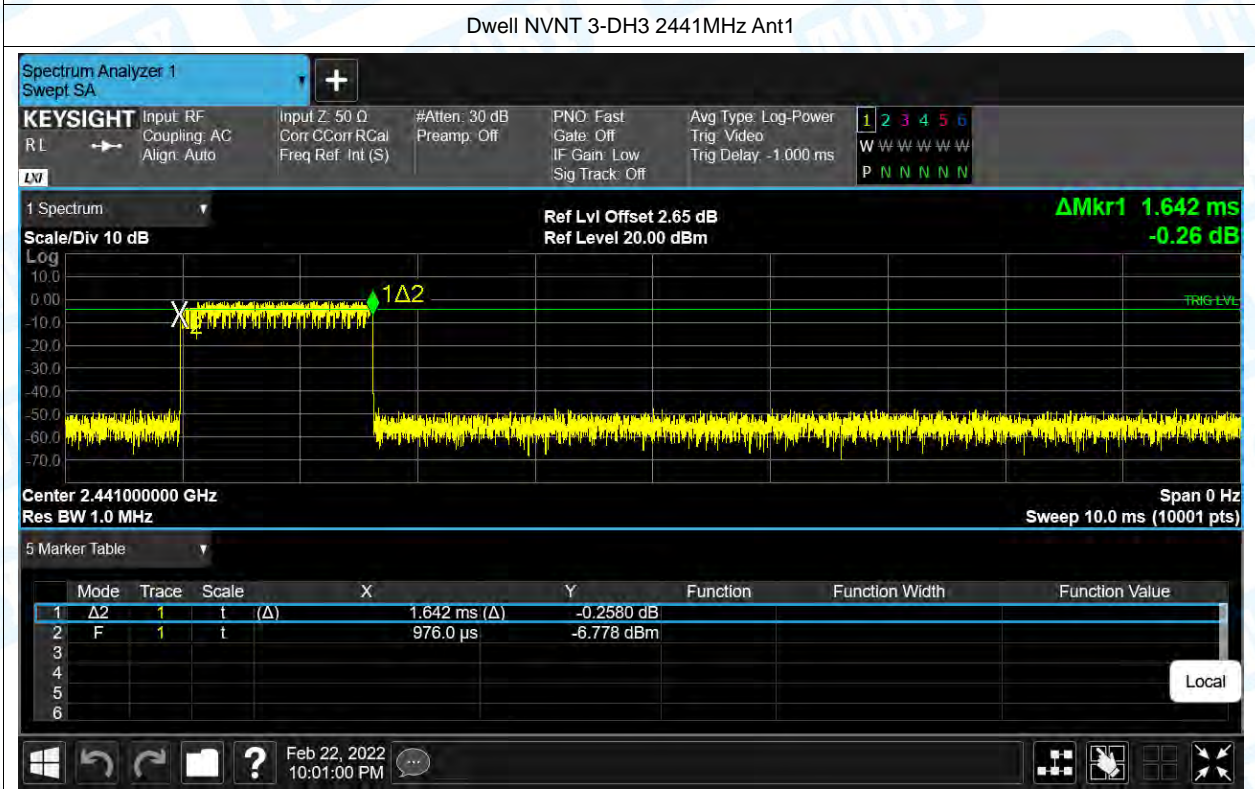 Dwell NVNT 3-DH3 2441MHz Ant1
Spectrum Analyzer 1
Swept SA
+
KEYSIGHT Input: RF Input Z: 50 Ω #Atten: 30 dB PNO: Fast Avg Type: Log-Power 1 2 3 4 5 6
RL Coupling: AC Corr CCorr RCal Preamp: Off Gate: Off Trig: Video W W W W W W
Align: Auto Freq Ref: Int (S) IF Gain: Low Trig Delay: -1.000 ms
LXI Sig Track: Off P N N N N N
1 Spectrum Ref Lvl Offset 2.65 dB ΔMkr1 1.642 ms
Scale/Div 10 dB Ref Level 20.00 dBm -0.26 dB
Log
10.0
0.00 1Δ2 TRIG LVL
-10.0 X
-20.0
-30.0
-40.0
-50.0
-60.0
-70.0
Center 2.441000000 GHz Span 0 Hz
Res BW 1.0 MHz Sweep 10.0 ms (10001 pts)
5 Marker Table
Mode Trace Scale X Y Function Function Width Function Value
1 Δ2 1 t (Δ) 1.642 ms (Δ) -0.2580 dB
2 F 1 t 976.0 µs -6.778 dBm
3
4
5
6
Local
? Feb 22, 2022
10:01:00 PM